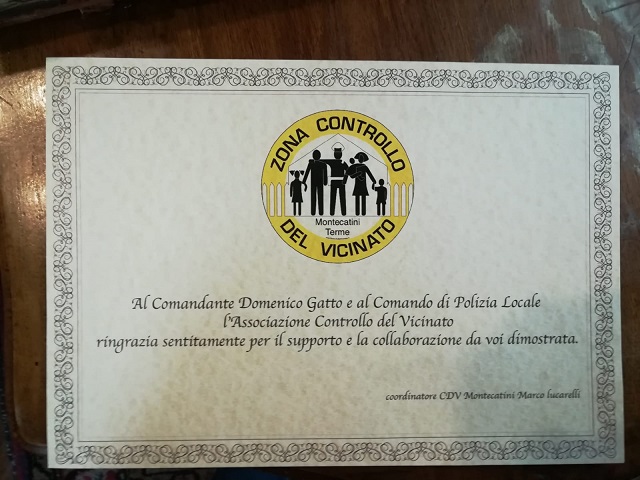 ZONA CONTROLLO
Montecatini
Terme
DEL VICINATO
Al Comandante Domenico Gatto e al Comando di Polizia Locale
l'Associazione Controllo del Vicinato
ringrazia sentitamente per il supporto e la collaborazione da voi dimostrata.
coordinatore CDV Montecatini Marco lucarelli